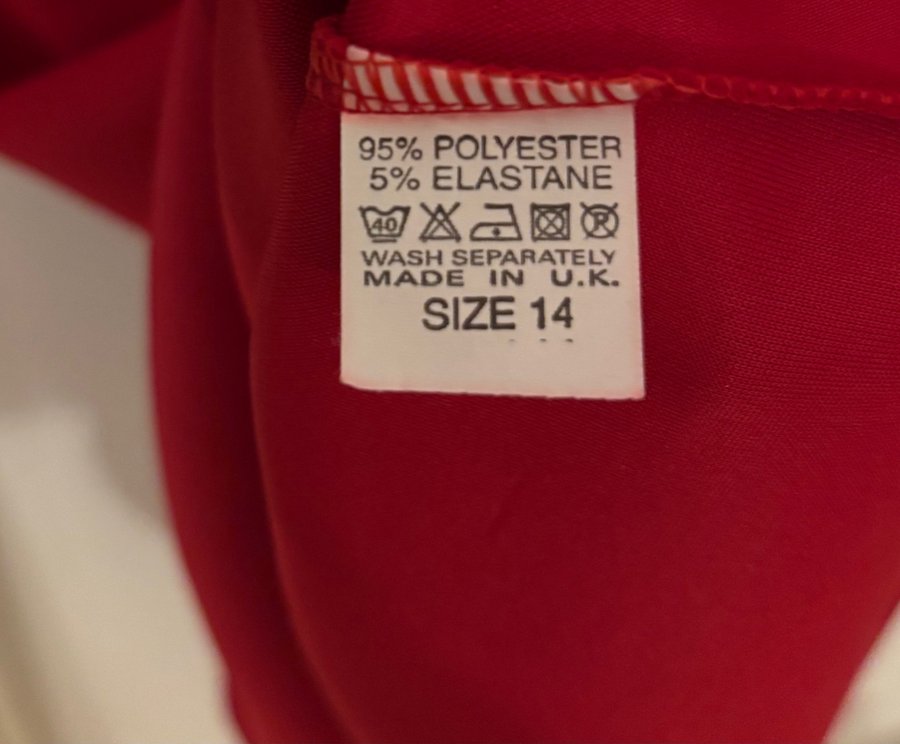 95% POLYESTER
5% ELASTANE
40 P
WASH SEPARATELY
MADE IN U.K.
SIZE 14